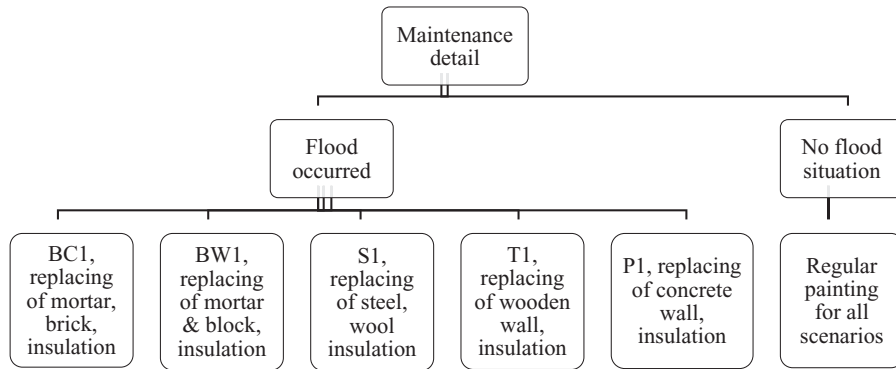 Maintenance
detail
Flood
occurred
No flood
situation
BC1,
replacing
of mortar,
brick,
insulation
BW1,
replacing
of mortar
& block,
insulation
S1,
replacing
of steel,
wool
insulation
T1,
replacing
of wooden
wall,
insulation
P1, replacing
of concrete
wall,
insulation
Regular
painting
for all
scenarios